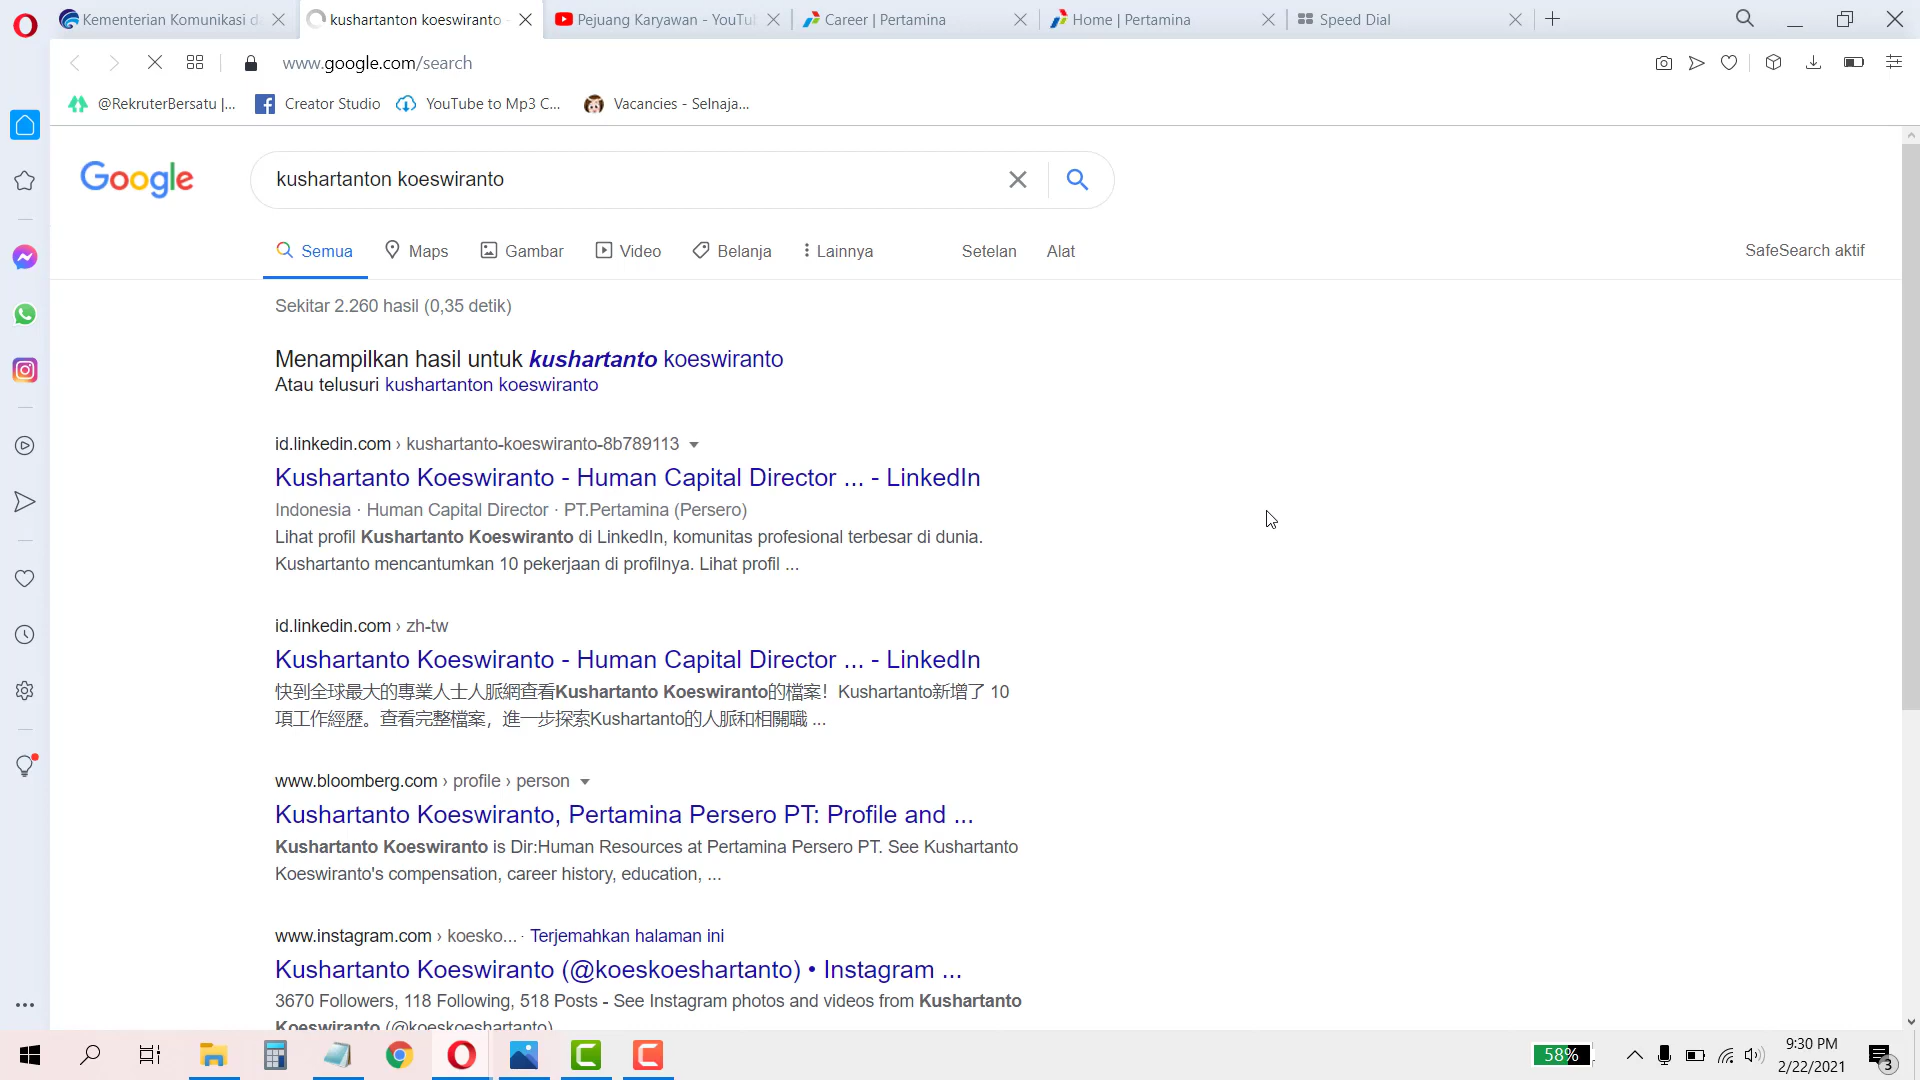 Kementerian Komunikasi d
kushartanton koeswiranto
Pejuang Karyawan - YouTu
Career | Pertamina
Home | Pertamina
Speed Dial
www.google.com/search
@RekruterBersatu |...
Creator Studio
YouTube to Mp3 C...
Vacancies - Selnaja...
Google
kushartanton koeswiranto
Semua
Maps
Gambar
Video
Belanja
Lainnya
Setelan
Alat
SafeSearch aktif
Sekitar 2.260 hasil (0,35 detik)
Menampilkan hasil untuk kushartanto koeswiranto
Atau telusuri kushartanton koeswiranto
id.linkedin.com › kushartanto-koeswiranto-8b789113
Kushartanto Koeswiranto - Human Capital Director ... - LinkedIn
Indonesia · Human Capital Director · PT.Pertamina (Persero)
Lihat profil Kushartanto Koeswiranto di LinkedIn, komunitas profesional terbesar di dunia.
Kushartanto mencantumkan 10 pekerjaan di profilnya. Lihat profil ...
id.linkedin.com › zh-tw
Kushartanto Koeswiranto - Human Capital Director ... - LinkedIn
快到全球最大的專業人士人脈網查看Kushartanto Koeswiranto的檔案！Kushartanto新增了 10
項工作經歷。查看完整檔案，進一步探索Kushartanto的人脈和相關職 ...
www.bloomberg.com › profile › person
Kushartanto Koeswiranto, Pertamina Persero PT: Profile and ...
Kushartanto Koeswiranto is Dir:Human Resources at Pertamina Persero PT. See Kushartanto
Koeswiranto's compensation, career history, education, ...
www.instagram.com › koesko... · Terjemahkan halaman ini
Kushartanto Koeswiranto (@koeskoeshartanto) • Instagram ...
3670 Followers, 118 Following, 518 Posts - See Instagram photos and videos from Kushartanto
Koeswiranto (@koeskoeshartanto)
58%
9:30 PM
2/22/2021
3